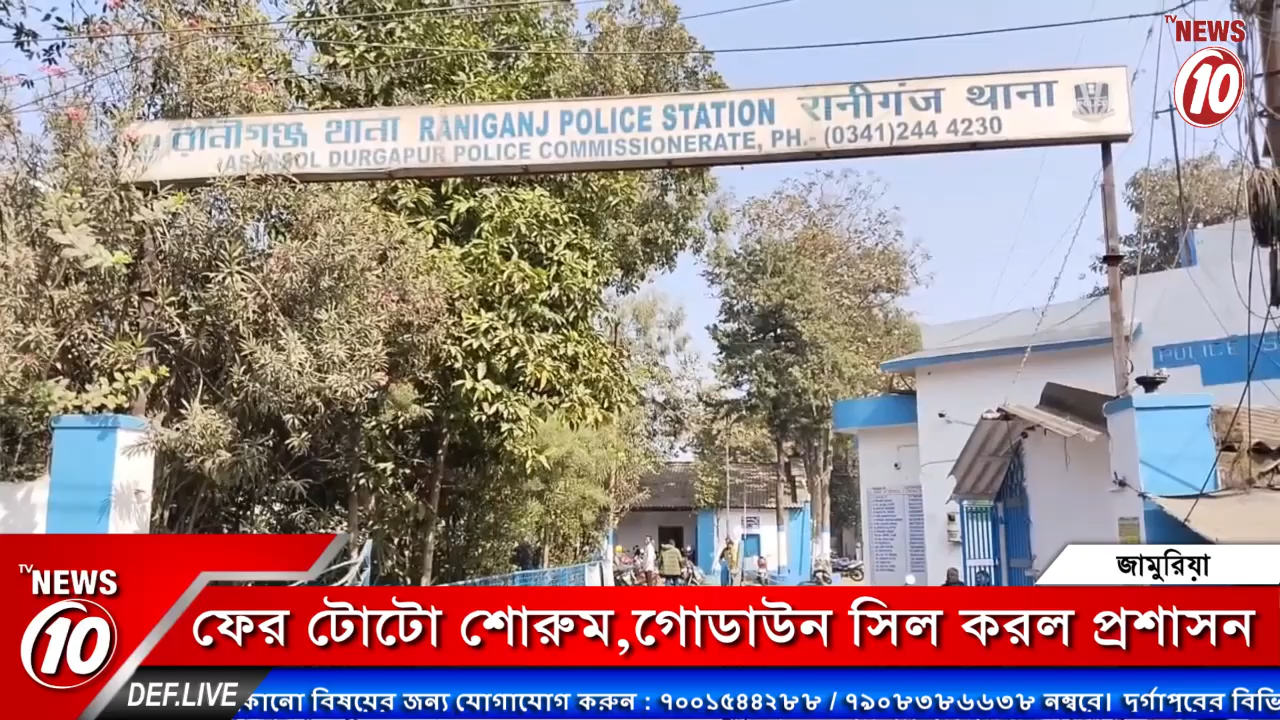 TV NEWS
10
রানীগঞ্জ থানা RANIGANJ POLICE STATION रानीगंज थाना
ASANSOL DURGAPUR POLICE COMMISSIONERATE, PH.- (0341)244 4230
POLICE S
জামুরিয়া
TV NEWS
10
ফের টোটো শোরুম,গোডাউন সিল করল প্রশাসন
DEF.LIVE
কোনো বিষয়ের জন্য যোগাযোগ করুন : ৭০০১৫৪৪২৮৮ / ৭৯০৮৩৮৬৬৩৮ নম্বরে। দুর্গাপুরের বিভি